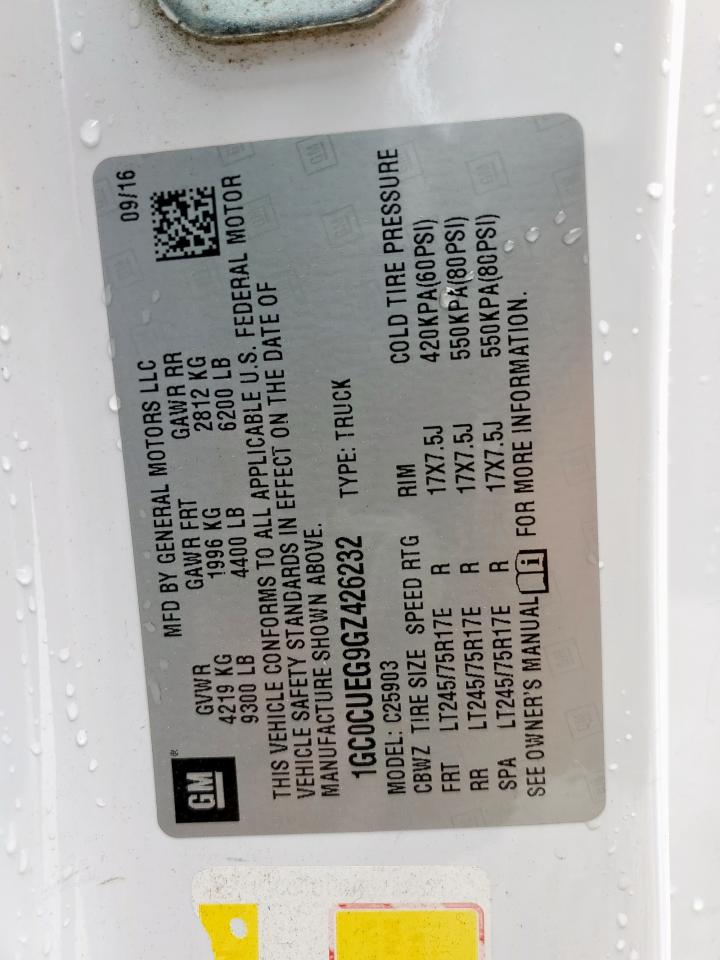 09/16
MFD BY GENERAL MOTORS LLC
GM ®
GVWR GAWR FRT GAWR RR
4219 KG 1996 KG 2812 KG
9300 LB 4400 LB 6200 LB
THIS VEHICLE CONFORMS TO ALL APPLICABLE U.S. FEDERAL MOTOR
VEHICLE SAFETY STANDARDS IN EFFECT ON THE DATE OF
MANUFACTURE SHOWN ABOVE.
1GC0CUEG9GZ426232 TYPE: TRUCK
MODEL: C25903
CBWZ TIRE SIZE SPEED RTG RIM COLD TIRE PRESSURE
FRT LT245/75R17E R 17X7.5J 420KPA(60PSI)
RR LT245/75R17E R 17X7.5J 550KPA(80PSI)
SPA LT245/75R17E R 17X7.5J 550KPA(80PSI)
SEE OWNER'S MANUAL i FOR MORE INFORMATION.